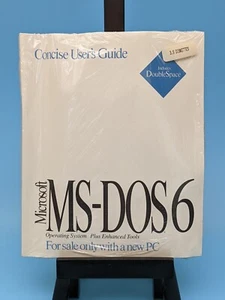 Concise User's Guide
Includes
DoubleSpace
Microsoft
MS-DOS 6
Operating System Plus Enhanced Tools
For sale only with a new PC